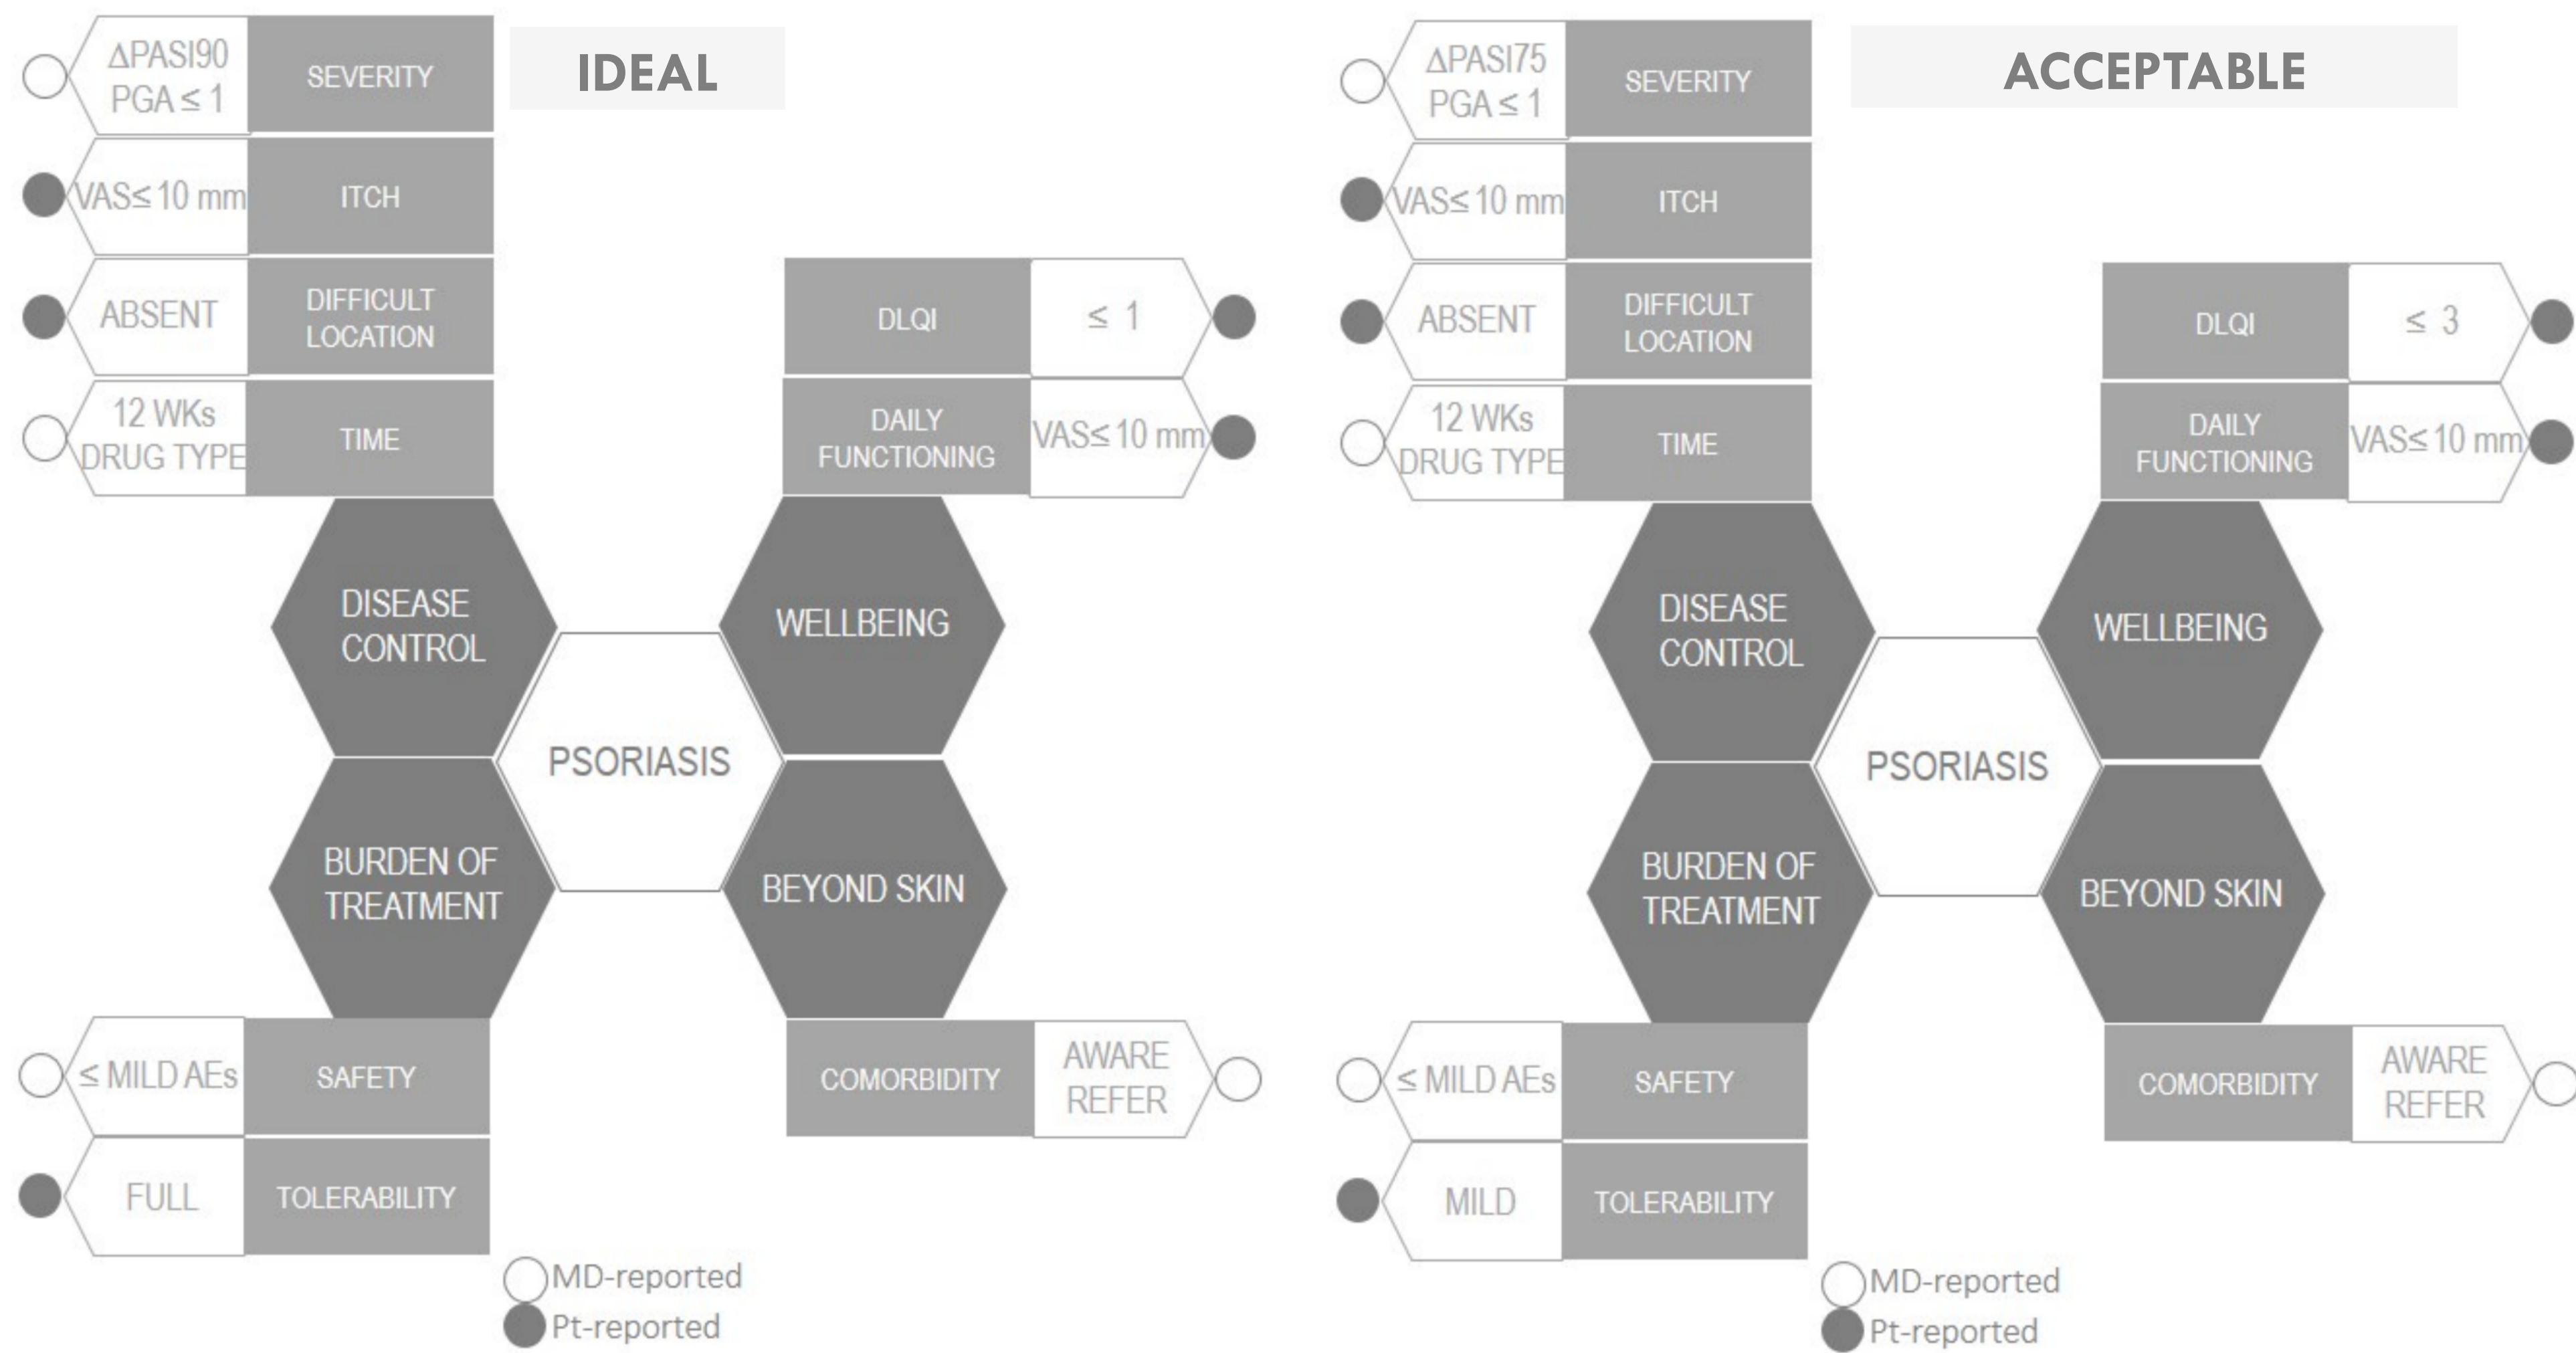 IDEAL
∆PASI90
PGA ≤ 1
SEVERITY
VAS≤ 10 mm
ITCH
ABSENT
DIFFICULT
LOCATION
12 WKs
DRUG TYPE
TIME
DLQI
≤ 1
DAILY
FUNCTIONING
VAS≤ 10 mm
DISEASE
CONTROL
WELLBEING
PSORIASIS
BURDEN OF
TREATMENT
BEYOND SKIN
≤ MILD AEs
SAFETY
FULL
TOLERABILITY
COMORBIDITY
AWARE
REFER
MD-reported
Pt-reported
ACCEPTABLE
∆PASI75
PGA ≤ 1
SEVERITY
VAS≤ 10 mm
ITCH
ABSENT
DIFFICULT
LOCATION
12 WKs
DRUG TYPE
TIME
DLQI
≤ 3
DAILY
FUNCTIONING
VAS≤ 10 mm
DISEASE
CONTROL
WELLBEING
PSORIASIS
BURDEN OF
TREATMENT
BEYOND SKIN
≤ MILD AEs
SAFETY
MILD
TOLERABILITY
COMORBIDITY
AWARE
REFER
MD-reported
Pt-reported